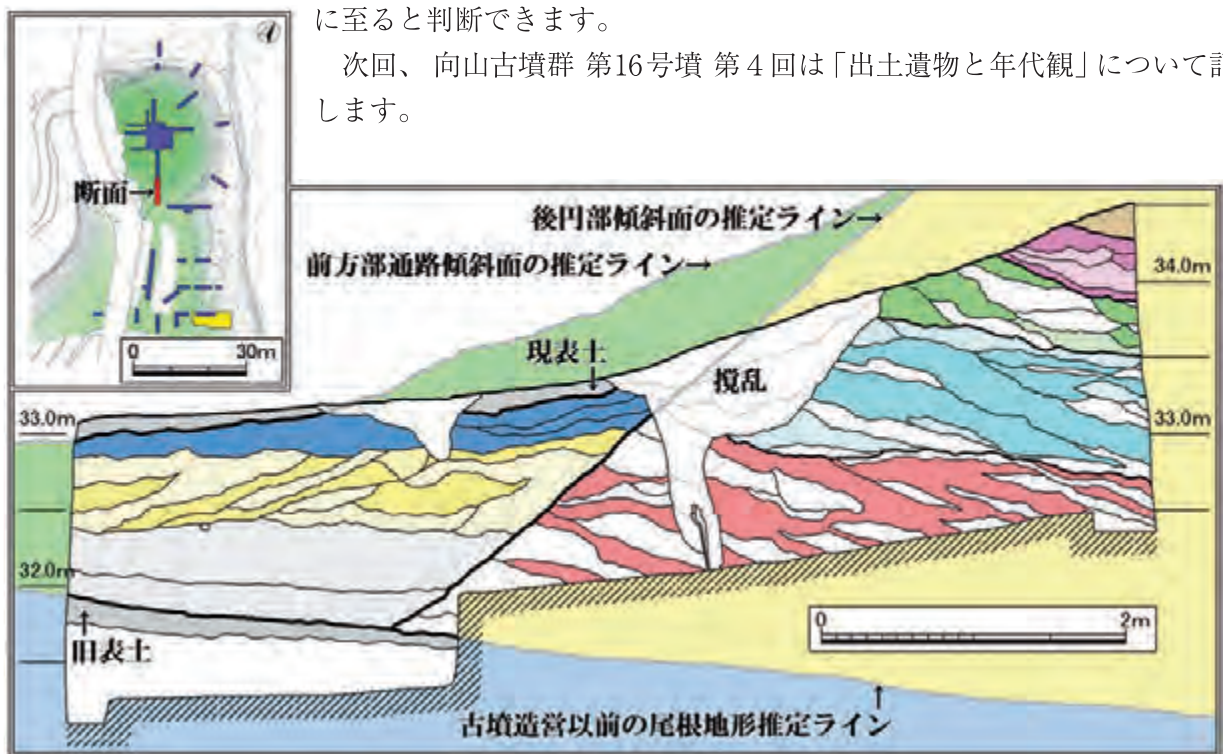 に至ると判断できます。
次回、向山古墳群 第16号墳 第4回は「出土遺物と年代観」について
します。
断面→
0 30m
後円部傾斜面の推定ライン→
前方部通路傾斜面の推定ライン→
34.0m
現表土
攪乱
33.0m
33.0m
32.0m
旧表土
0 2m
古墳造営以前の尾根地形推定ライン